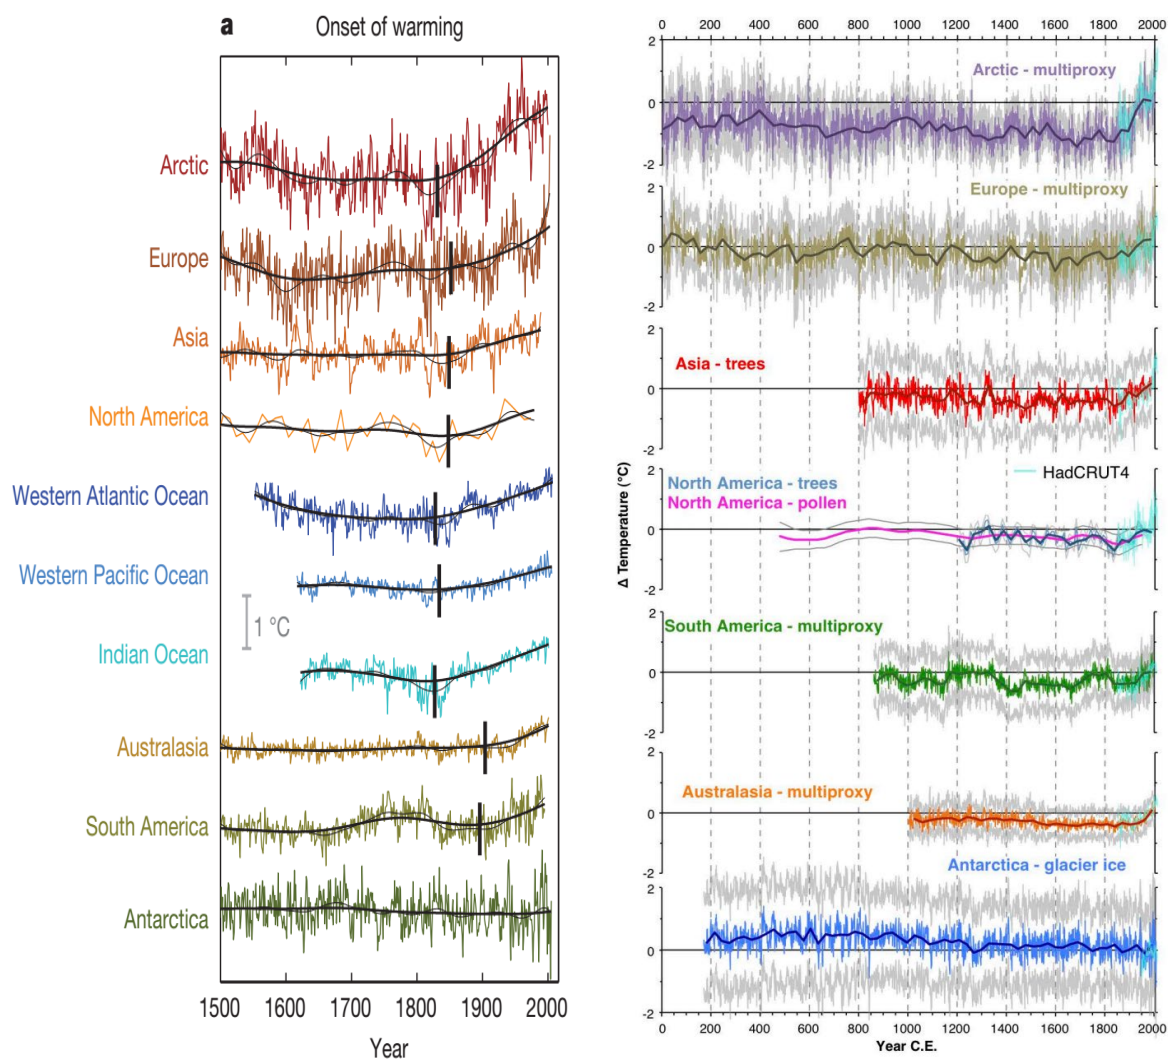 a
Onset of warming
Arctic
Europe
Asia
North America
Western Atlantic Ocean
Western Pacific Ocean
1 °C
Indian Ocean
Australasia
South America
Antarctica
1500 1600 1700 1800 1900 2000
Year
0 200 400 600 800 1000 1200 1400 1600 1800 2000
2
Arctic - multiproxy
0
-2
2
Europe - multiproxy
0
-2
2
Asia - trees
0
-2
2
HadCRUT4
North America - trees
North America - pollen
0
-2
Δ Temperature (°C)
2
South America - multiproxy
0
-2
2
Australasia - multiproxy
0
-2
Antarctica - glacier ice
2
0
-2
0 200 400 600 800 1000 1200 1400 1600 1800 2000
Year C.E.